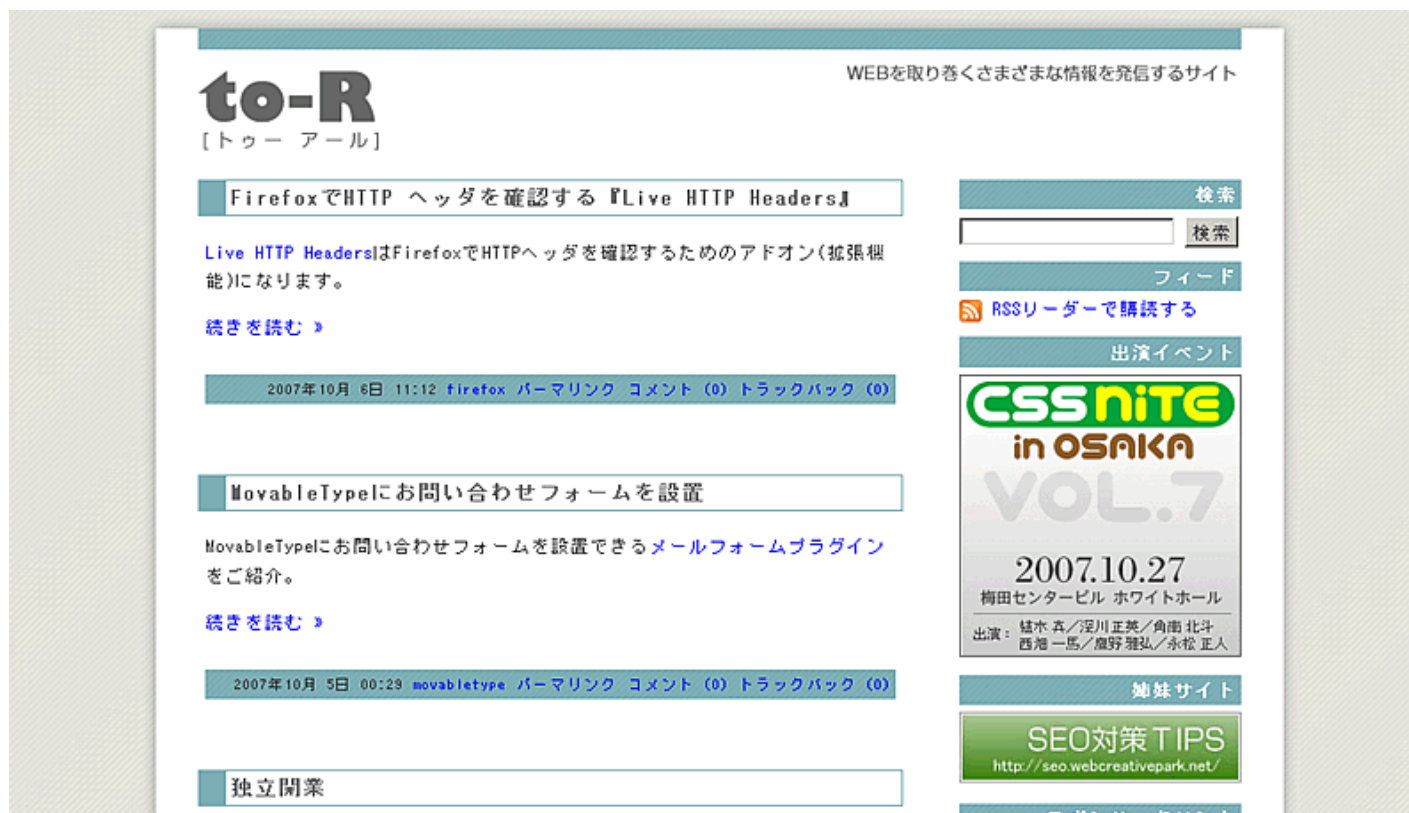 WEBを取り巻くさまざまな情報を発信するサイト
to-R
[トゥー アール]
FirefoxでHTTP ヘッダを確認する『Live HTTP Headers』
Live HTTP HeadersはFirefoxでHTTPヘッダを確認するためのアドオン(拡張機
能)になります。
続きを読む »
2007年10月 6日 11:12 firefox パーマリンク コメント (0) トラックバック (0)
MovableTypeにお問い合わせフォームを設置
MovableTypeにお問い合わせフォームを設置できるメールフォームプラグイン
をご紹介。
続きを読む »
2007年10月 5日 00:29 movabletype パーマリンク コメント (0) トラックバック (0)
独立開業
検索
検索
フィード
RSSリーダーで購読する
出演イベント
CSS NiTE
in OSAKA
VOL.7
2007.10.27
梅田センタービル ホワイトホール
出演: 植木 真/淀川 正英/角南 北斗
西畑 一馬/鷹野 雅弘/永松 正人
姉妹サイト
SEO対策TIPS
http://seo.webcreativepark.net/